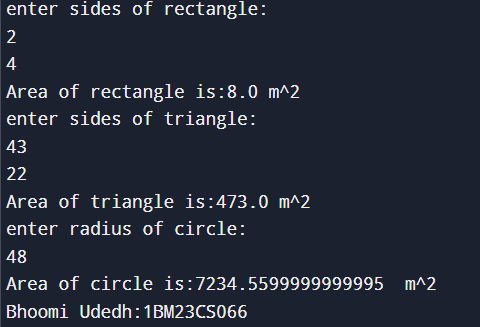 enter sides of rectangle:
2
4
Area of rectangle is:8.0 m^2
enter sides of triangle:
43
22
Area of triangle is:473.0 m^2
enter radius of circle:
48
Area of circle is:7234.5599999999995  m^2
Bhoomi Udedh:1BM23CS066